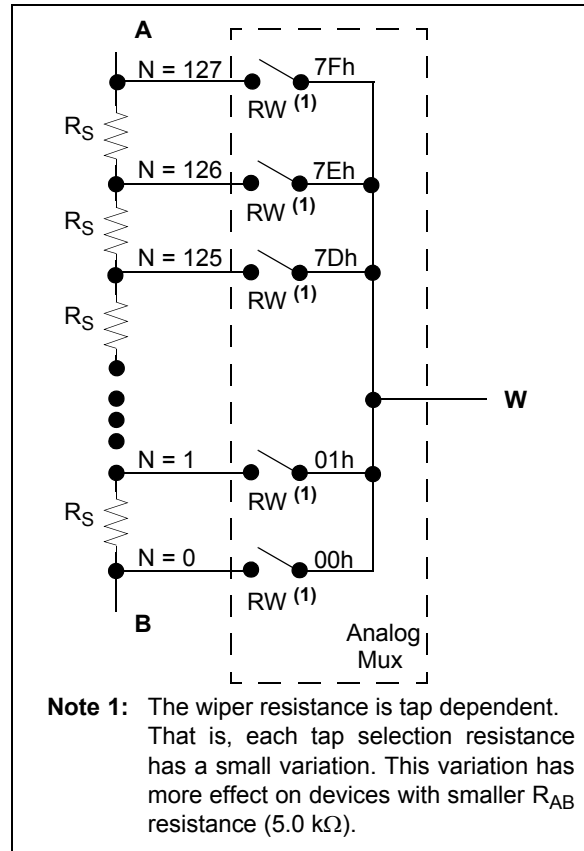 A
N = 127
7Fh
RW (1)
RS
N = 126
7Eh
RW (1)
RS
N = 125
7Dh
RW (1)
RS
W
N = 1
01h
RW (1)
RS
N = 0
00h
RW (1)
B
Analog
Mux
Note 1: The wiper resistance is tap dependent.
That is, each tap selection resistance
has a small variation. This variation has
more effect on devices with smaller RAB
resistance (5.0 kΩ).